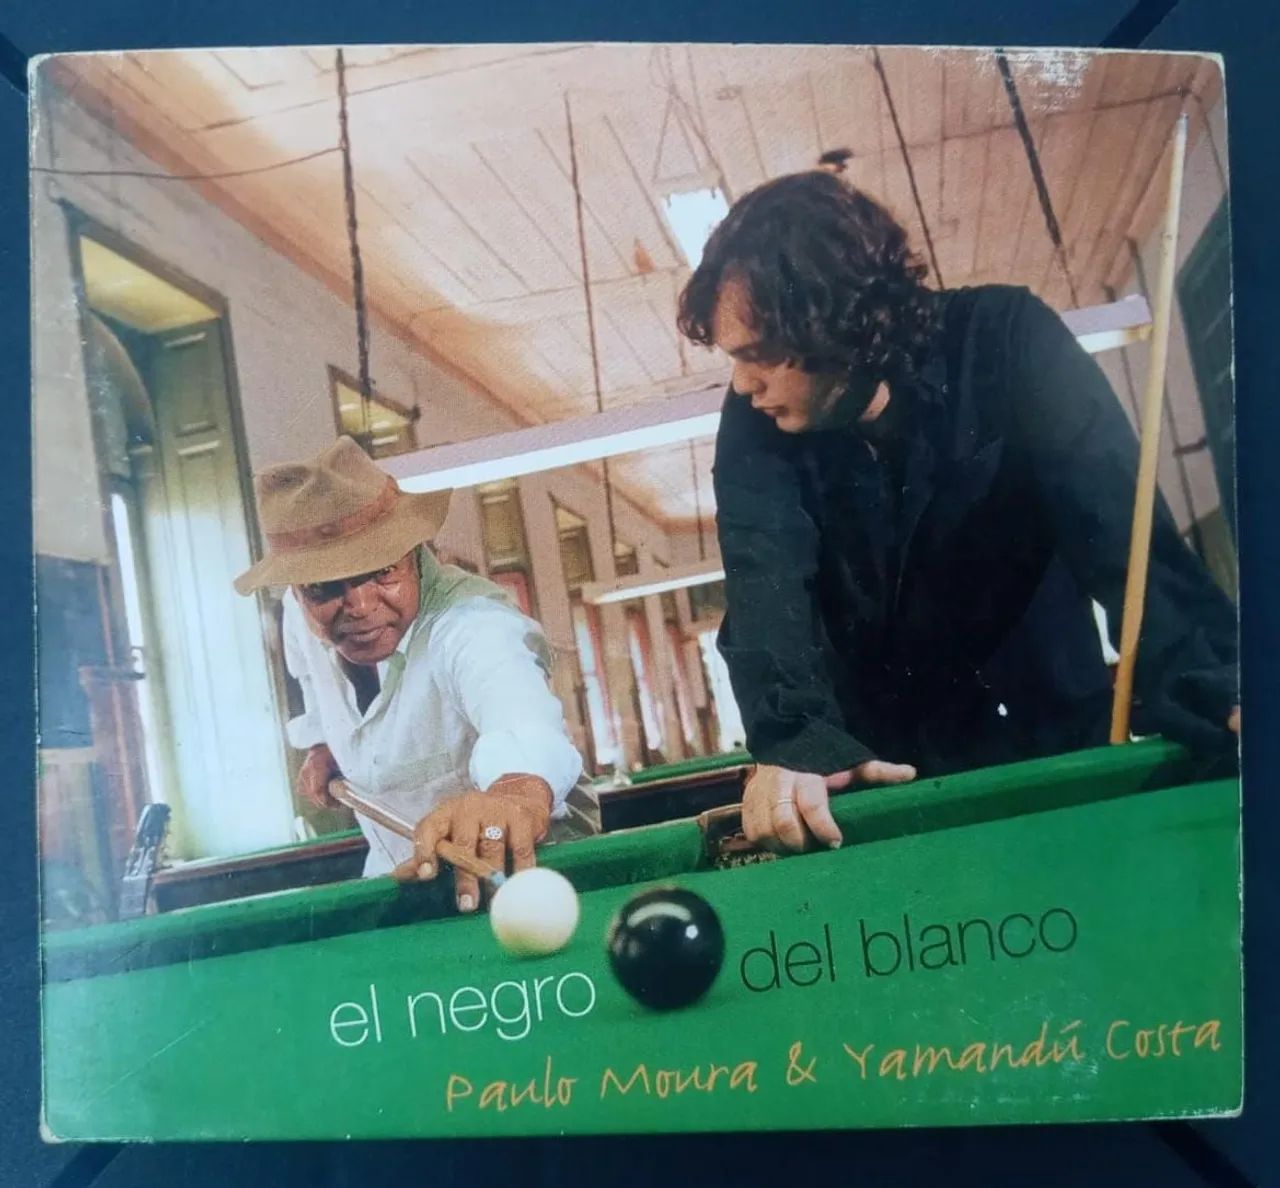 el negro del blanco
Paulo Moura & Yamandú Costa